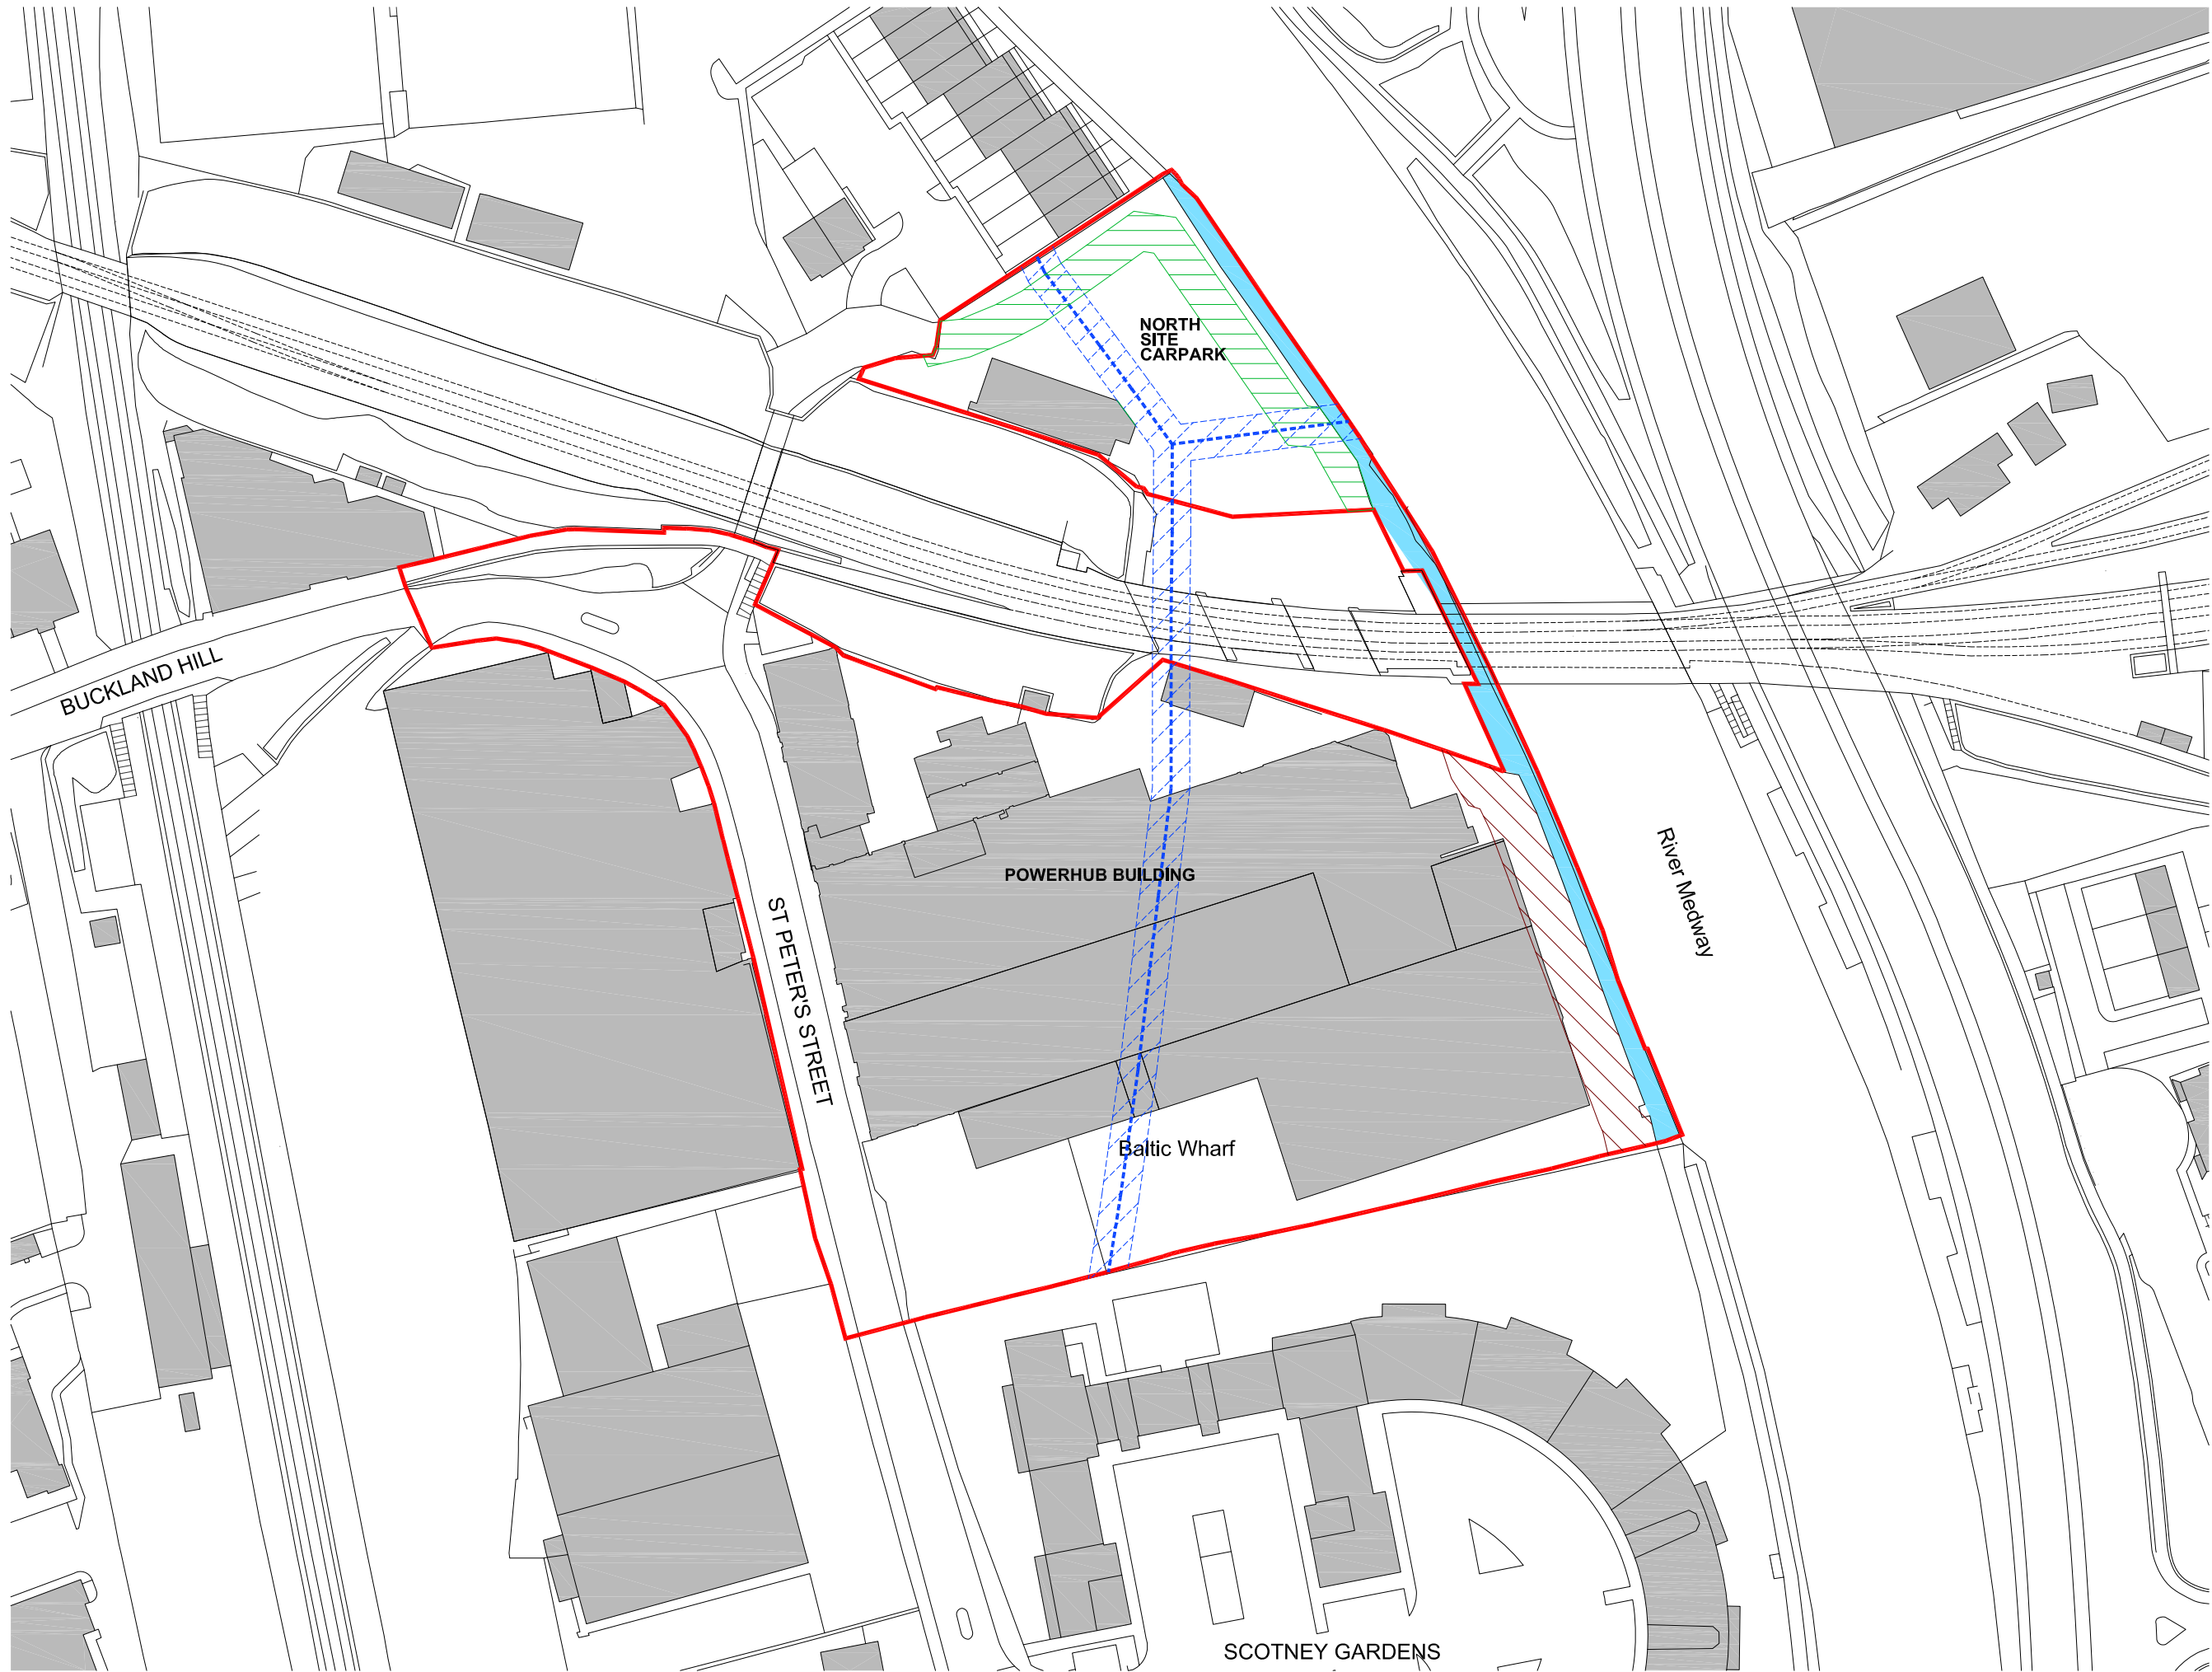 NORTH
SITE
CARPARK
BUCKLAND HILL
POWERHUB BUILDING
River Medway
ST PETER'S STREET
Baltic Wharf
SCOTNEY GARDENS